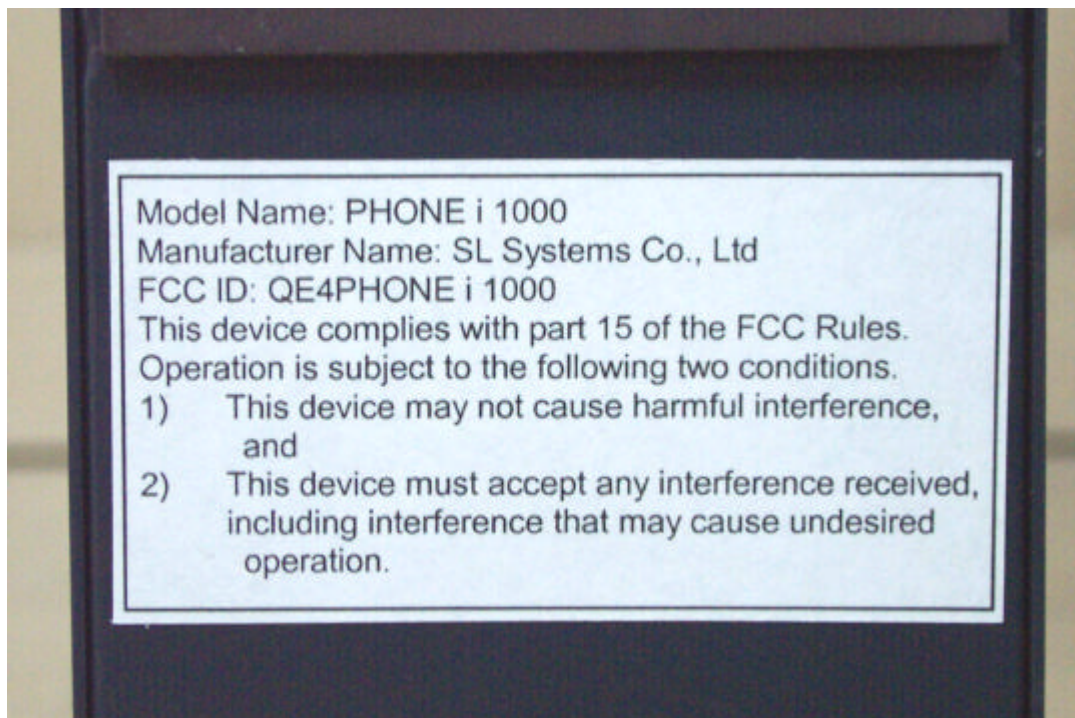 Model Name: PHONE i 1000
Manufacturer Name: SL Systems Co., Ltd
FCC ID: QE4PHONE i 1000
This device complies with part 15 of the FCC Rules.
Operation is subject to the following two conditions.
1) This device may not cause harmful interference,
and
2) This device must accept any interference received,
including interference that may cause undesired
operation.